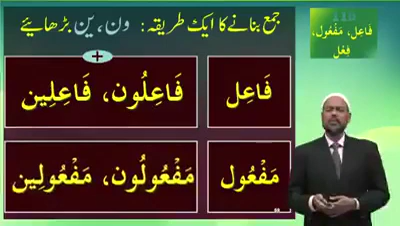 جمع بنانے کا ایک طریقہ: ون، ین بڑھائیے
فَاعِل، مَفْعُول،
فِعْل
+
فَاعِل
فَاعِلُون، فَاعِلِين
مَفْعُول
مَفْعُولُون، مَفْعُولِين